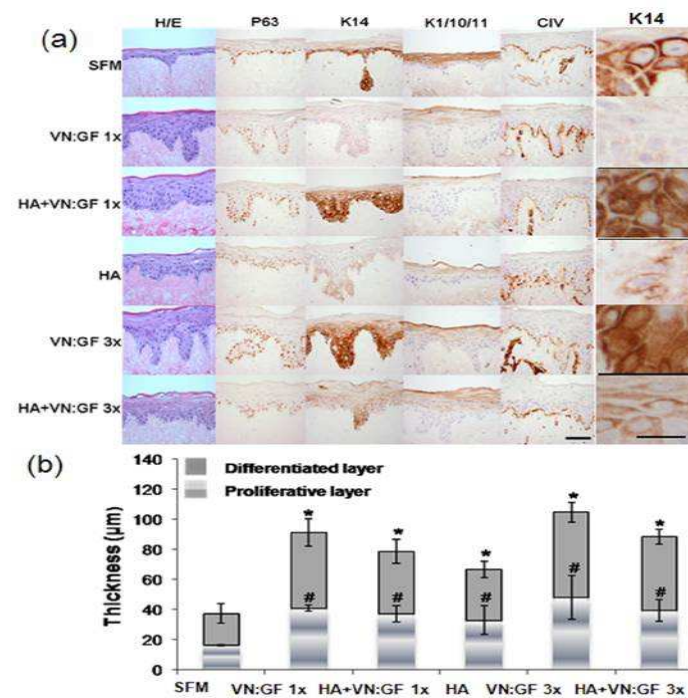 (a)
H/E P63 K14 K1/10/11 CIV K14
SFM
VN:GF 1x
HA+VN:GF 1x
HA
VN:GF 3x
HA+VN:GF 3x
(b)
140
120
100
80
60
40
20
0
Thickness (µm)
Differentiated layer
Proliferative layer
* * * * *
# # # # #
SFM VN:GF 1x HA+VN:GF 1x HA VN:GF 3x HA+VN:GF 3x